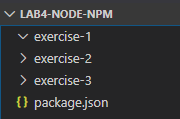 LAB4-NODE-NPM
exercise-1
exercise-2
exercise-3
{} package.json